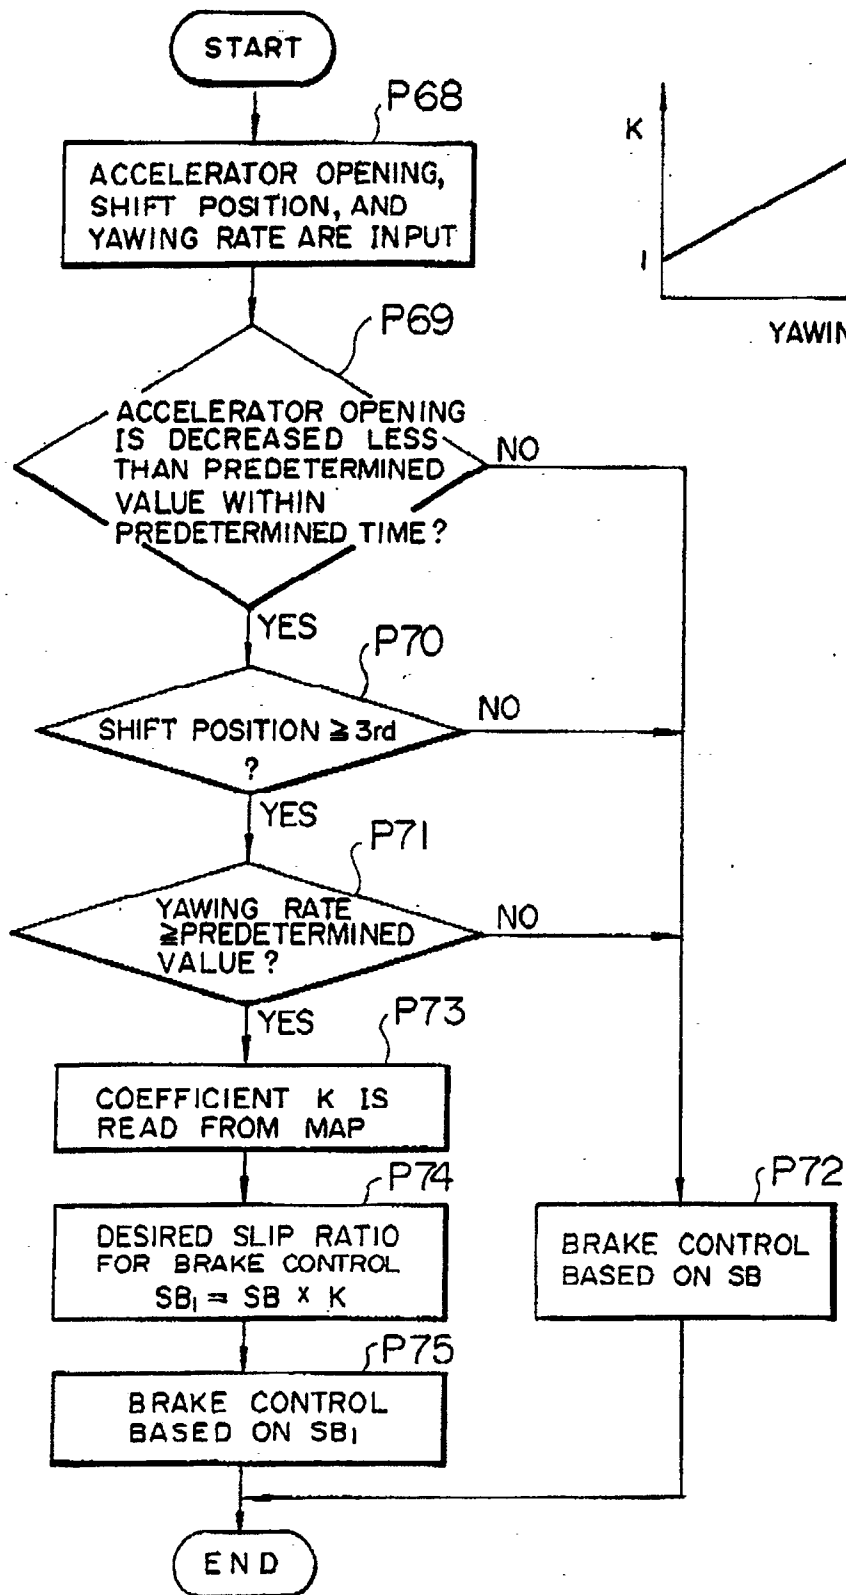 START
P68
ACCELERATOR OPENING,
SHIFT POSITION, AND
YAWING RATE ARE INPUT
K
1
YAWIN
P69
ACCELERATOR OPENING
IS DECREASED LESS
THAN PREDETERMINED
VALUE WITHIN
PREDETERMINED TIME?
NO
YES
P70
SHIFT POSITION ≧ 3rd
?
NO
YES
P71
YAWING RATE
≧PREDETERMINED
VALUE?
NO
YES
P73
COEFFICIENT K IS
READ FROM MAP
P74
DESIRED SLIP RATIO
FOR BRAKE CONTROL
SB₁ = SB × K
P72
BRAKE CONTROL
BASED ON SB
P75
BRAKE CONTROL
BASED ON SB₁
END